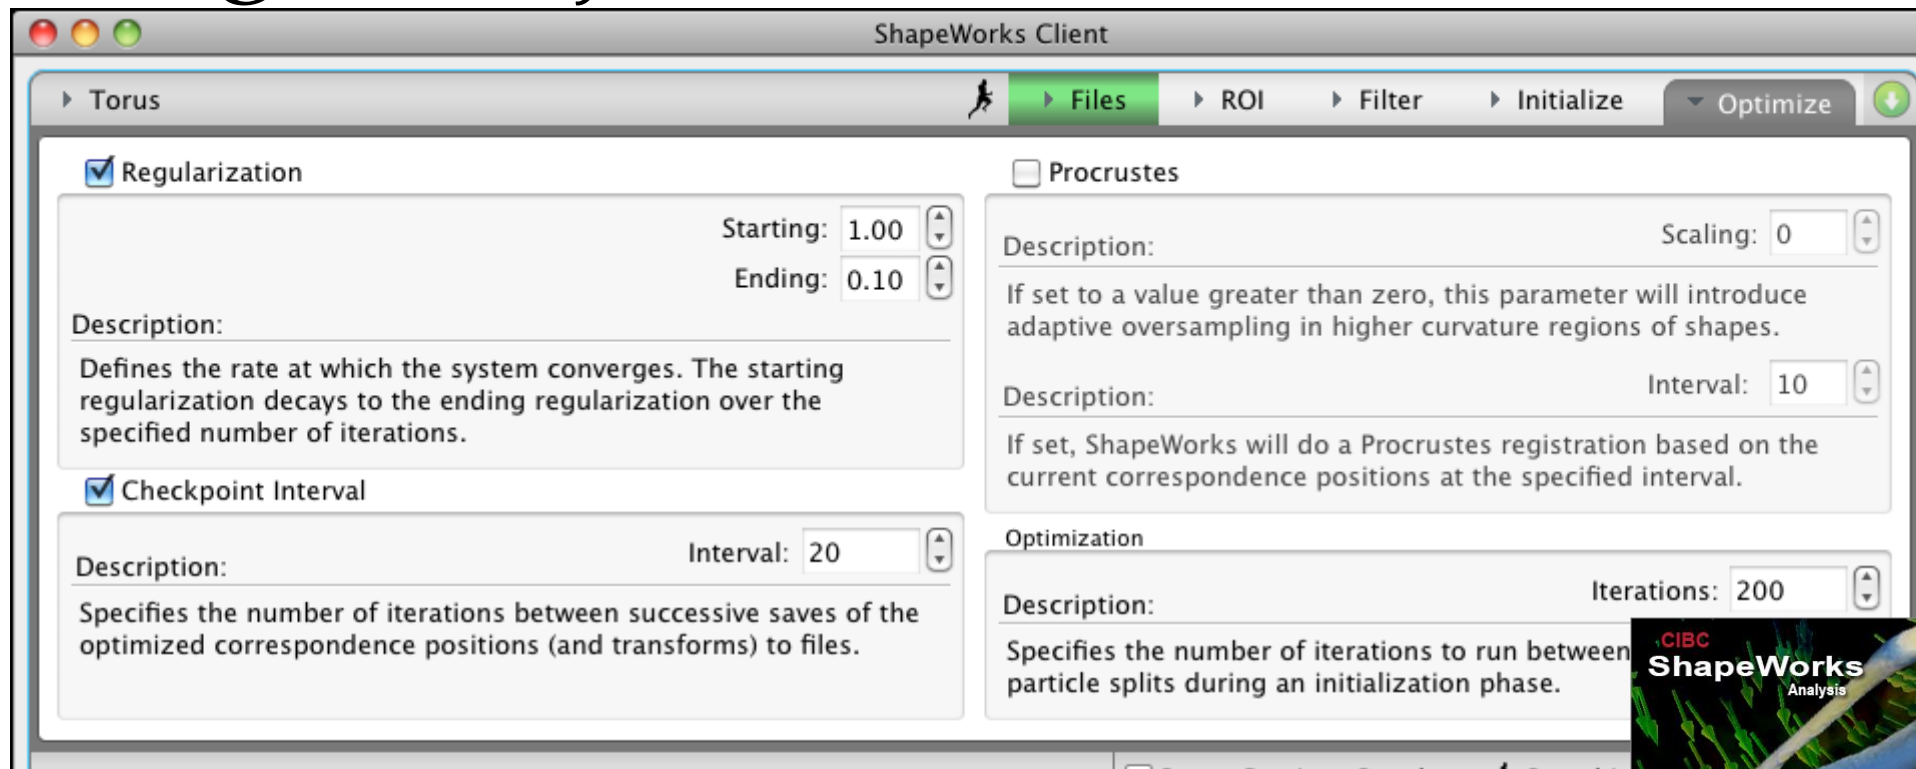 ShapeWorks Client
Torus
Files
ROI
Filter
Initialize
Optimize
Regularization
Starting: 1.00
Ending: 0.10
Description:
Defines the rate at which the system converges. The starting
regularization decays to the ending regularization over the
specified number of iterations.
Checkpoint Interval
Interval: 20
Description:
Specifies the number of iterations between successive saves of the
optimized correspondence positions (and transforms) to files.
Procrustes
Scaling: 0
Description:
If set to a value greater than zero, this parameter will introduce
adaptive oversampling in higher curvature regions of shapes.
Interval: 10
Description:
If set, ShapeWorks will do a Procrustes registration based on the
current correspondence positions at the specified interval.
Optimization
Iterations: 200
Description:
Specifies the number of iterations to run between
particle splits during an initialization phase.
CIBC
ShapeWorks
Analysis